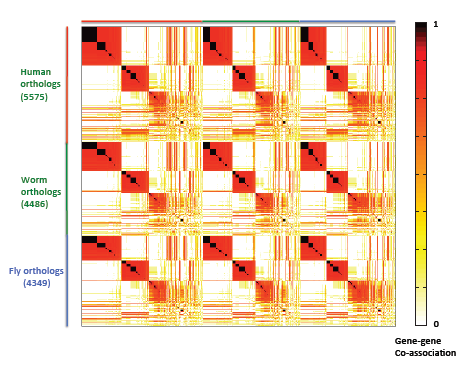 1
Human
orthologs
(5575)
Worm
orthologs
(4486)
Fly orthologs
(4349)
0
Gene-gene
Co-association